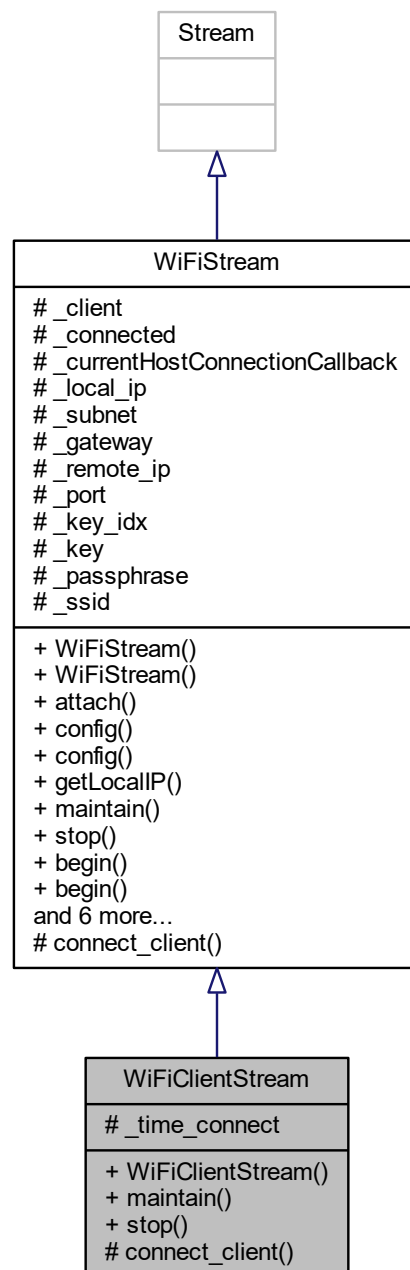 Stream
WiFiStream
# _client
# _connected
# _currentHostConnectionCallback
# _local_ip
# _subnet
# _gateway
# _remote_ip
# _port
# _key_idx
# _key
# _passphrase
# _ssid
+ WiFiStream()
+ WiFiStream()
+ attach()
+ config()
+ config()
+ getLocalIP()
+ maintain()
+ stop()
+ begin()
+ begin()
and 6 more...
# connect_client()
WiFiClientStream
# _time_connect
+ WiFiClientStream()
+ maintain()
+ stop()
# connect_client()